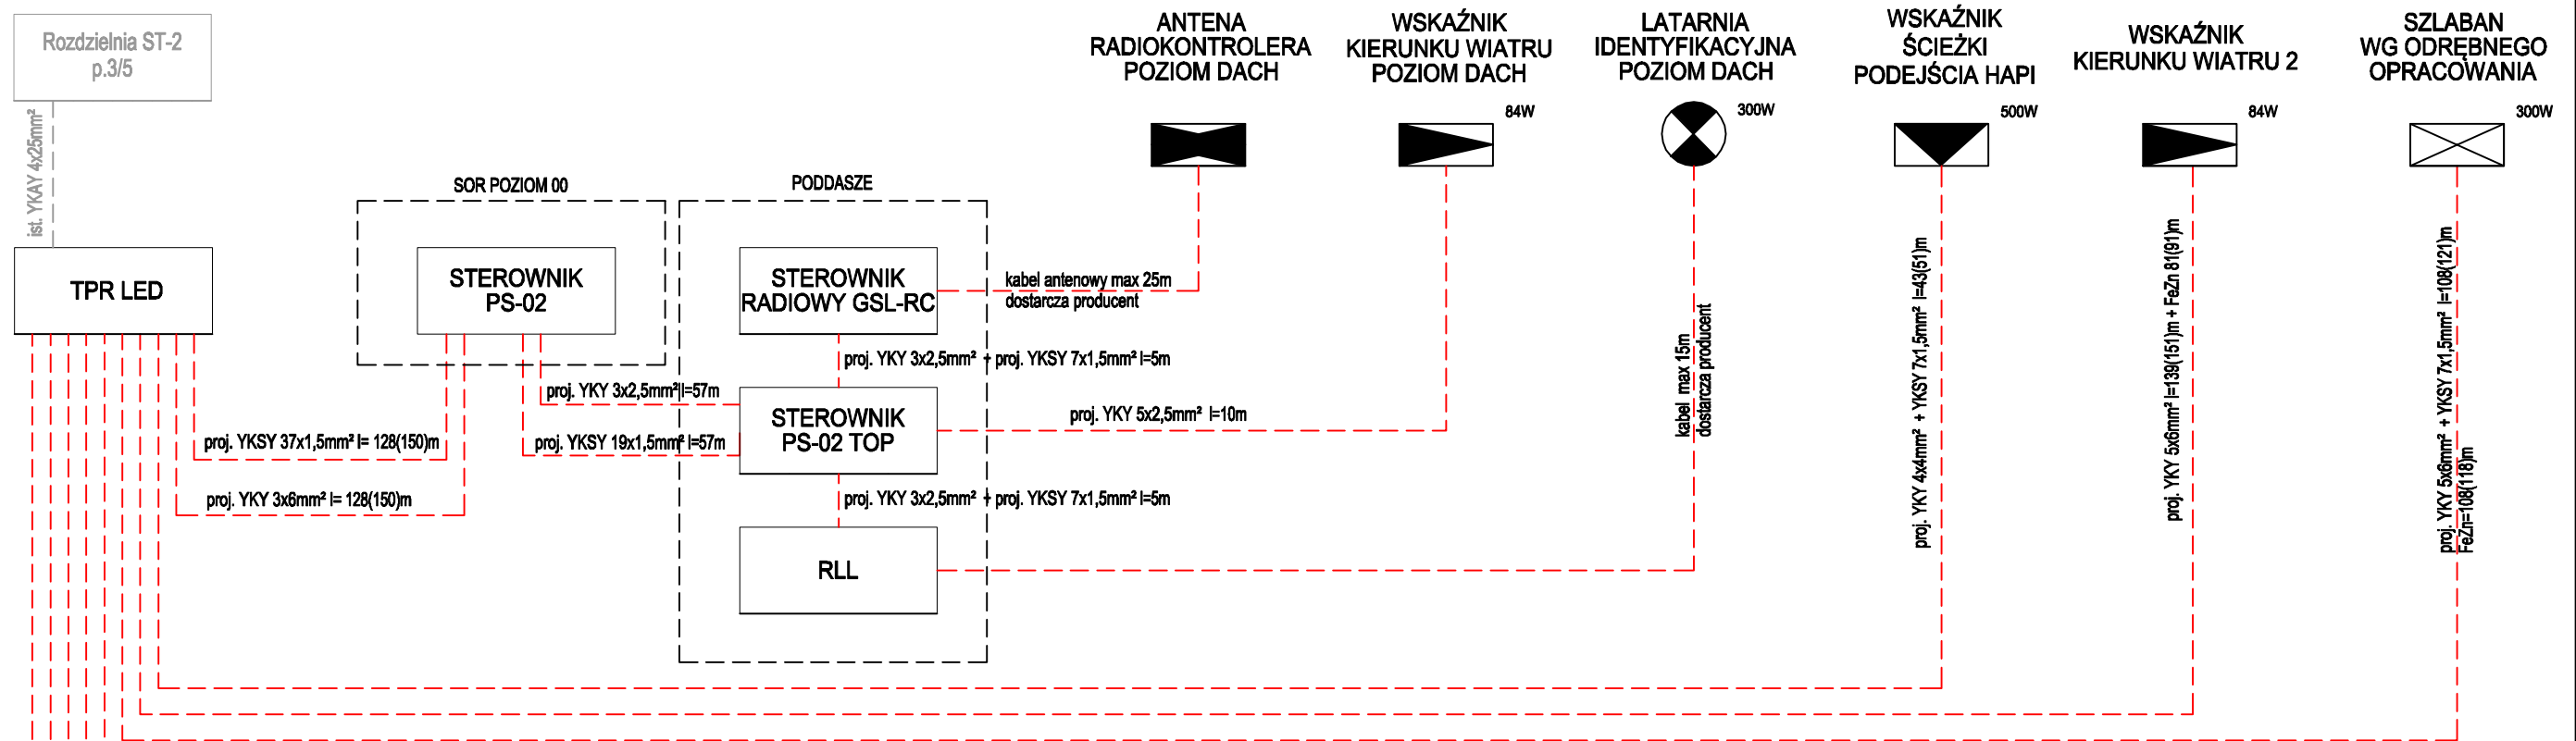 Rozdzielnia ST-2
p.3/5
ist. YKAY 4x25mm²
TPR LED
SOR POZIOM 00
STEROWNIK
PS-02
PODDASZE
STEROWNIK
RADIOWY GSL-RC
STEROWNIK
PS-02 TOP
RLL
proj. YKSY 37x1,5mm² l= 128(150)m
proj. YKY 3x6mm² l= 128(150)m
proj. YKY 3x2,5mm² l=57m
proj. YKSY 19x1,5mm² l=57m
proj. YKY 3x2,5mm² + proj. YKSY 7x1,5mm² l=5m
proj. YKY 3x2,5mm² + proj. YKSY 7x1,5mm² l=5m
kabel antenowy max 25m
dostarcza producent
proj. YKY 5x2,5mm² l=10m
ANTENA
RADIOKONTROLERA
POZIOM DACH
WSKAŹNIK
KIERUNKU WIATRU
POZIOM DACH
84W
LATARNIA
IDENTYFIKACYJNA
POZIOM DACH
300W
kabel max 15m
dostarcza producent
WSKAŹNIK
ŚCIEŻKI
PODEJŚCIA HAPI
500W
proj. YKY 4x4mm² + YKSY 7x1,5mm² l=43(51)m
WSKAŹNIK
KIERUNKU WIATRU 2
84W
proj. YKY 5x6mm² l=139(151)m + FeZn 81(91)m
SZLABAN
WG ODRĘBNEGO
OPRACOWANIA
300W
proj. YKY 5x6mm² + YKSY 7x1,5mm² l=108(121)m
FeZn=108(118)m